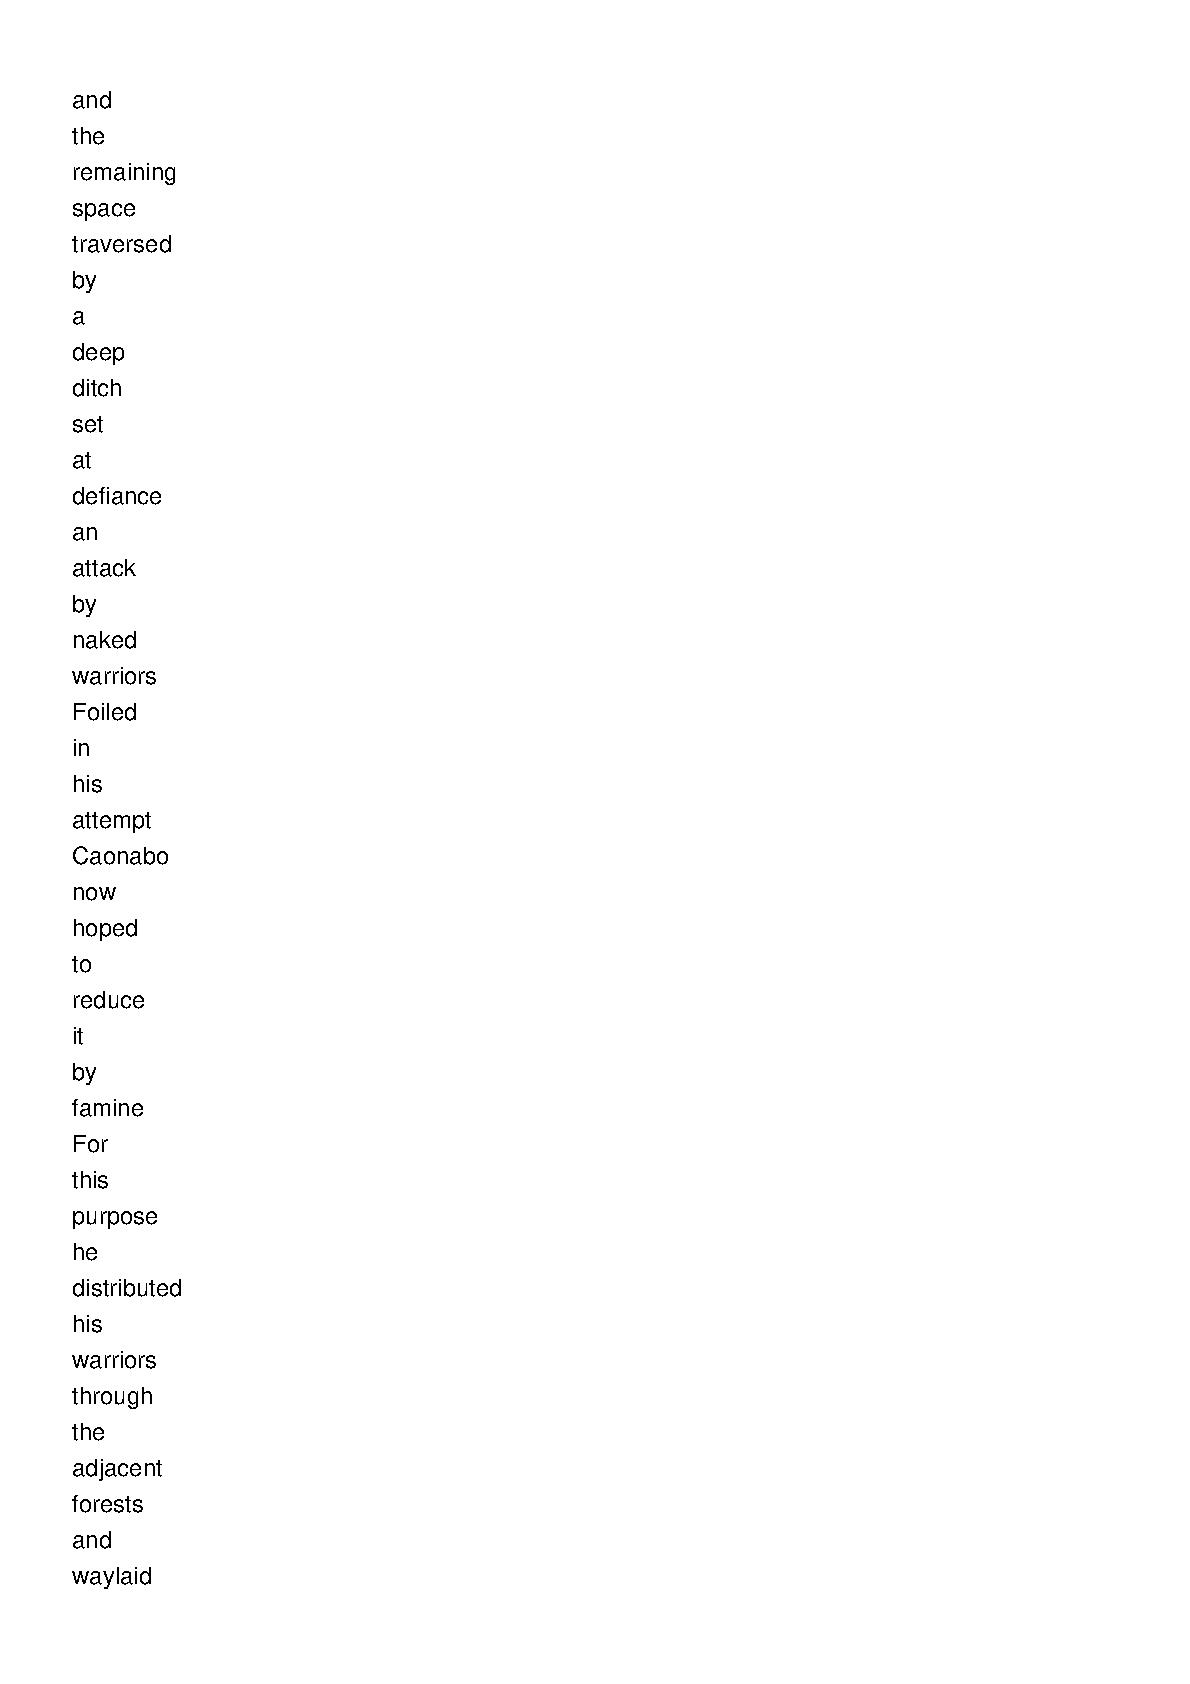 and
the
remaining
space
traversed
by
a
deep
ditch
set
at
defiance
an
attack
by
naked
warriors
Foiled
in
his
attempt
Caonabo
now
hoped
to
reduce
it
by
famine
For
this
purpose
he
distributed
his
warriors
through
the
adjacent
forests
and
waylaid